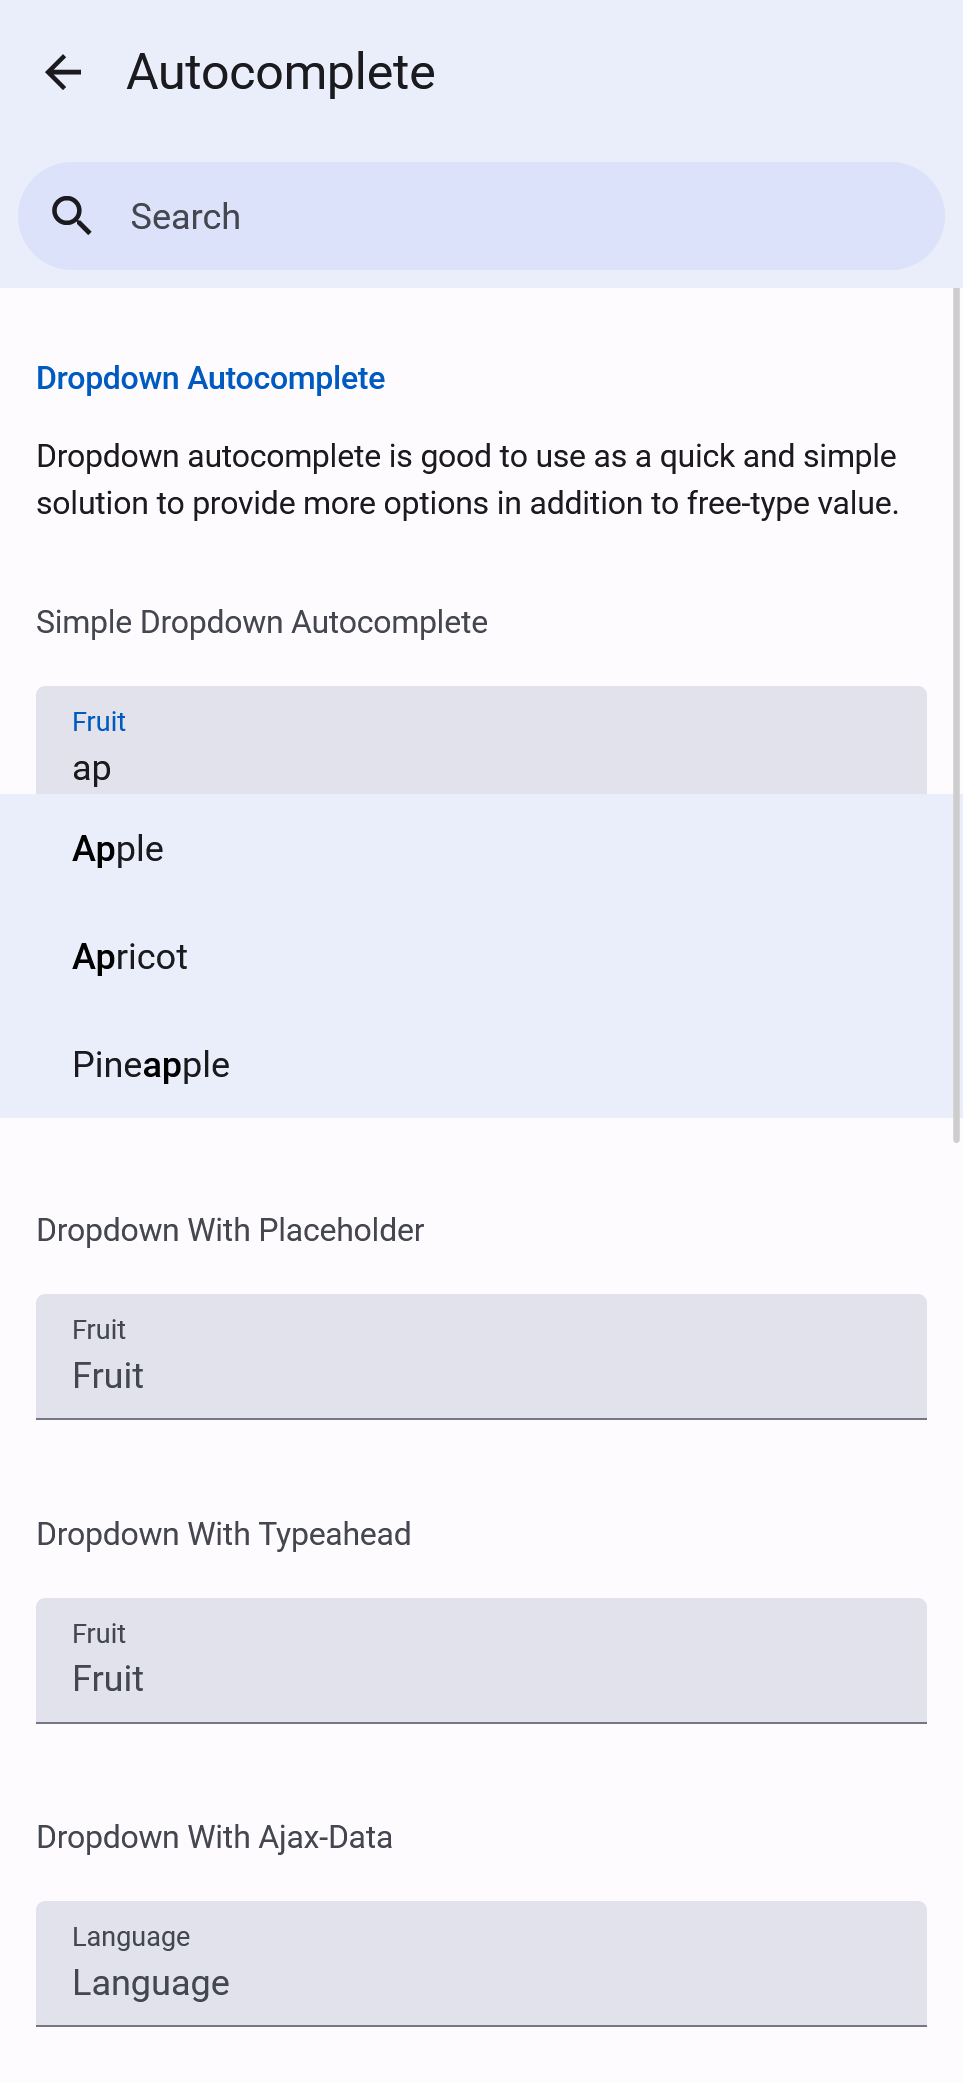 Autocomplete
Search
Dropdown Autocomplete
Dropdown autocomplete is good to use as a quick and simple
solution to provide more options in addition to free-type value.
Simple Dropdown Autocomplete
Fruit
ap
Apple
Apricot
Pineapple
Dropdown With Placeholder
Fruit
Fruit
Dropdown With Typeahead
Fruit
Fruit
Dropdown With Ajax-Data
Language
Language